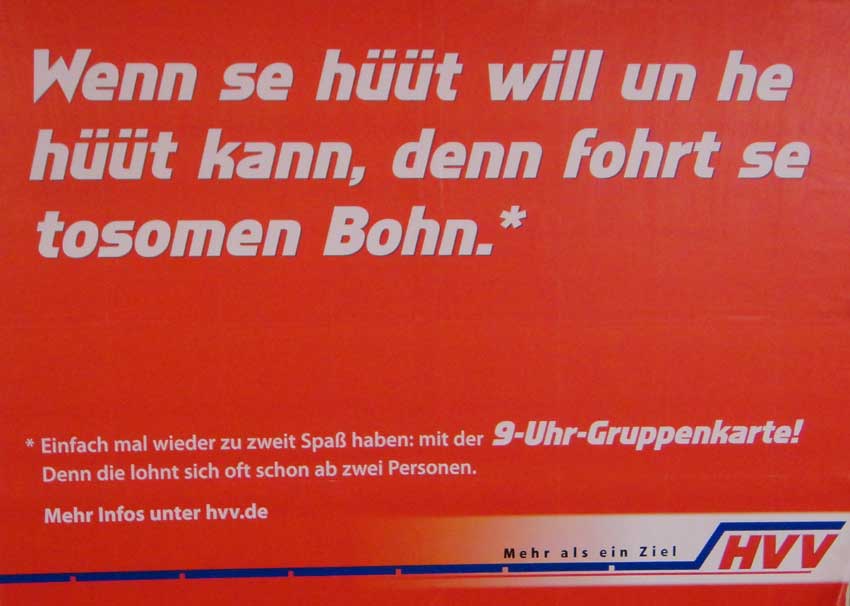 Wenn se hüüt will un he
hüüt kann, denn fohrt se
tosomen Bohn.*
* Einfach mal wieder zu zweit Spaß haben: mit der 9-Uhr-Gruppenkarte!
Denn die lohnt sich oft schon ab zwei Personen.
Mehr Infos unter hvv.de
Mehr als ein Ziel HVV